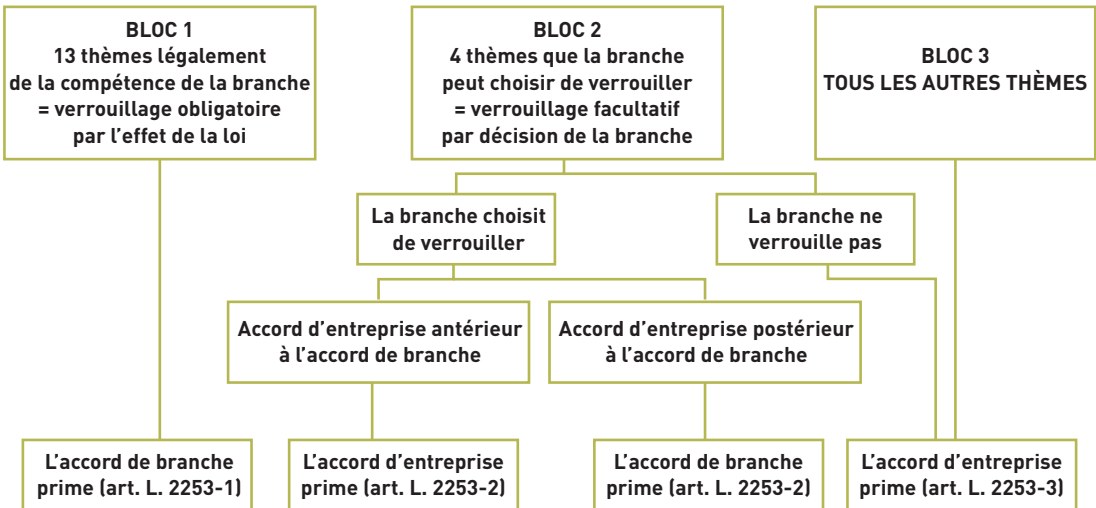 BLOC 1
13 thèmes légalement
de la compétence de la branche
= verrouillage obligatoire
par l’effet de la loi
BLOC 2
4 thèmes que la branche
peut choisir de verrouiller
= verrouillage facultatif
par décision de la branche
BLOC 3
TOUS LES AUTRES THÈMES
La branche choisit
de verrouiller
La branche ne
verrouille pas
Accord d’entreprise antérieur
à l’accord de branche
Accord d’entreprise postérieur
à l’accord de branche
L’accord de branche
prime (art. L. 2253-1)
L’accord d’entreprise
prime (art. L. 2253-2)
L’accord de branche
prime (art. L. 2253-2)
L’accord d’entreprise
prime (art. L. 2253-3)